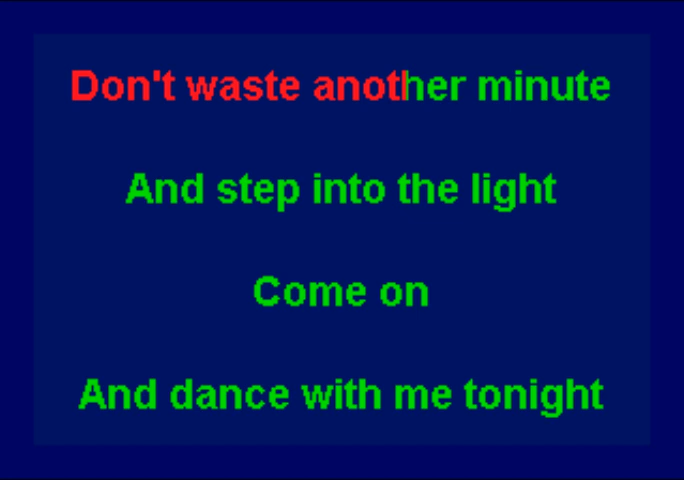 Don't waste another minute
And step into the light
Come on
And dance with me tonight